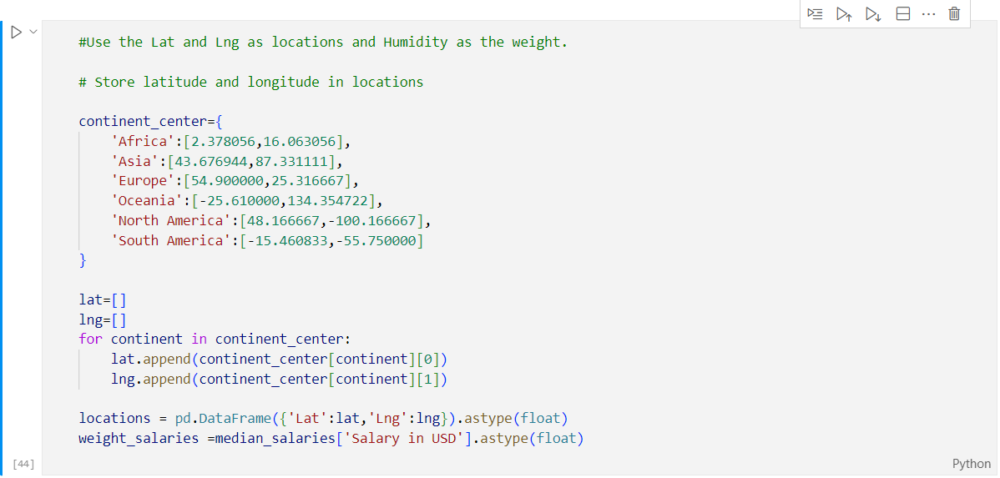 #Use the Lat and Lng as locations and Humidity as the weight.
# Store latitude and longitude in locations
continent_center={
    'Africa':[2.378056,16.063056],
    'Asia':[43.676944,87.331111],
    'Europe':[54.900000,25.316667],
    'Oceania':[-25.610000,134.354722],
    'North America':[48.166667,-100.166667],
    'South America':[-15.460833,-55.750000]
}
lat=[]
lng=[]
for continent in continent_center:
    lat.append(continent_center[continent][0])
    lng.append(continent_center[continent][1])
locations = pd.DataFrame({'Lat':lat,'Lng':lng}).astype(float)
weight_salaries =median_salaries['Salary in USD'].astype(float)
[44]
Python